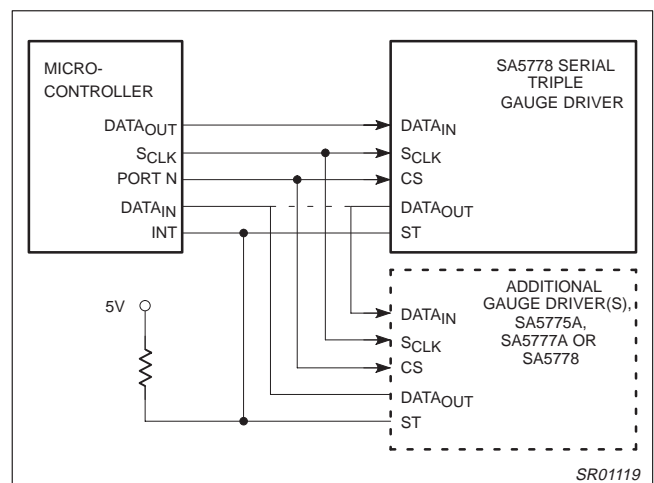 MICRO-
CONTROLLER
DATAOUT
SCLK
PORT N
DATAIN
INT
SA5778 SERIAL
TRIPLE
GAUGE DRIVER
DATAIN
SCLK
CS
DATAOUT
ST
5V
ADDITIONAL
GAUGE DRIVER(S),
SA5775A,
SA5777A OR
SA5778
DATAIN
SCLK
CS
DATAOUT
ST
SR01119